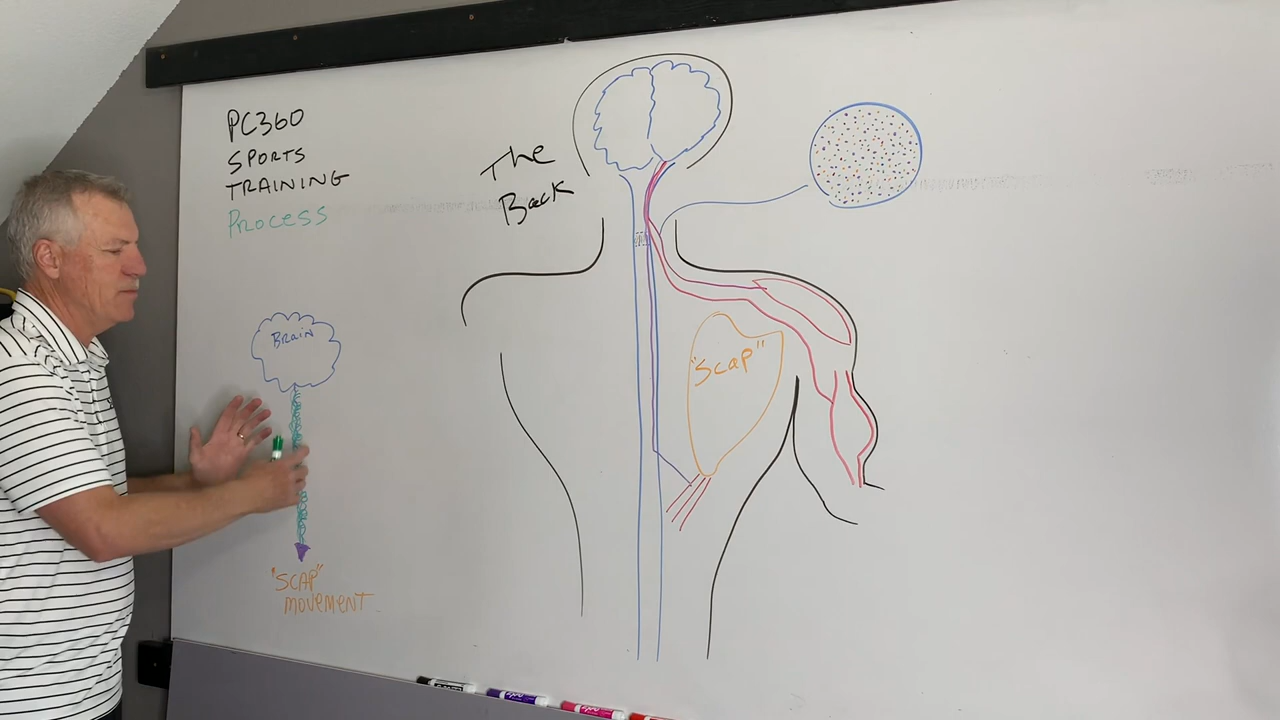 PC360
SPORTS
TRAINING
PROCESS
The
Back
Brain
"Scap"
"SCAP"
MOVEMENT